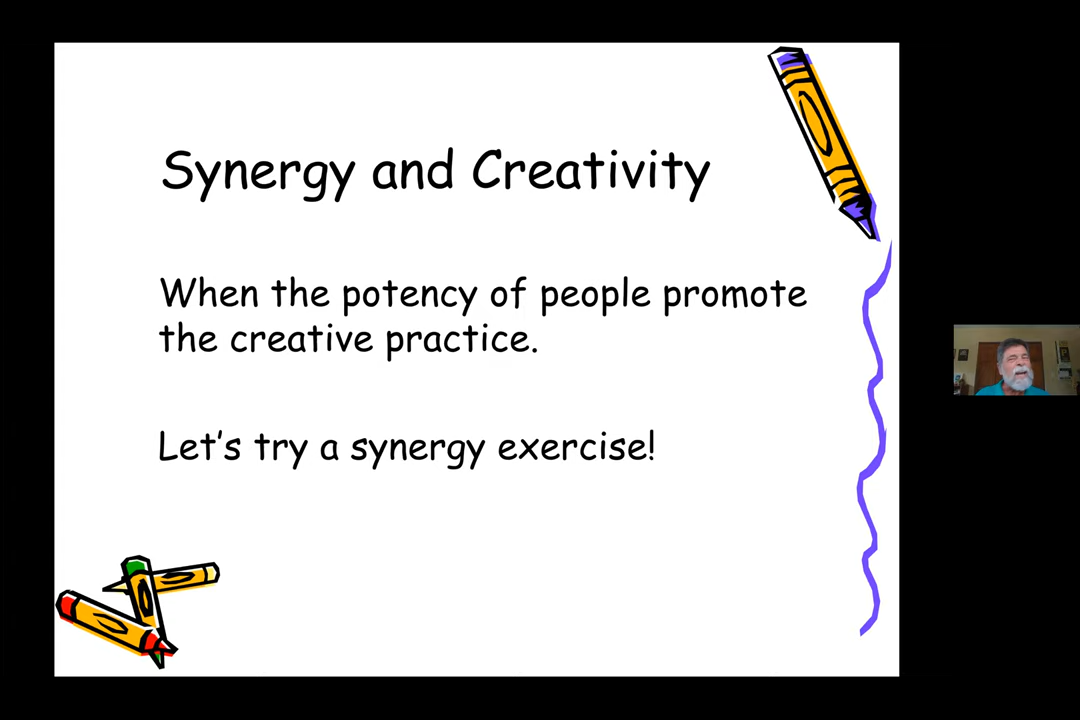 Synergy and Creativity
When the potency of people promote
the creative practice.
Let's try a synergy exercise!